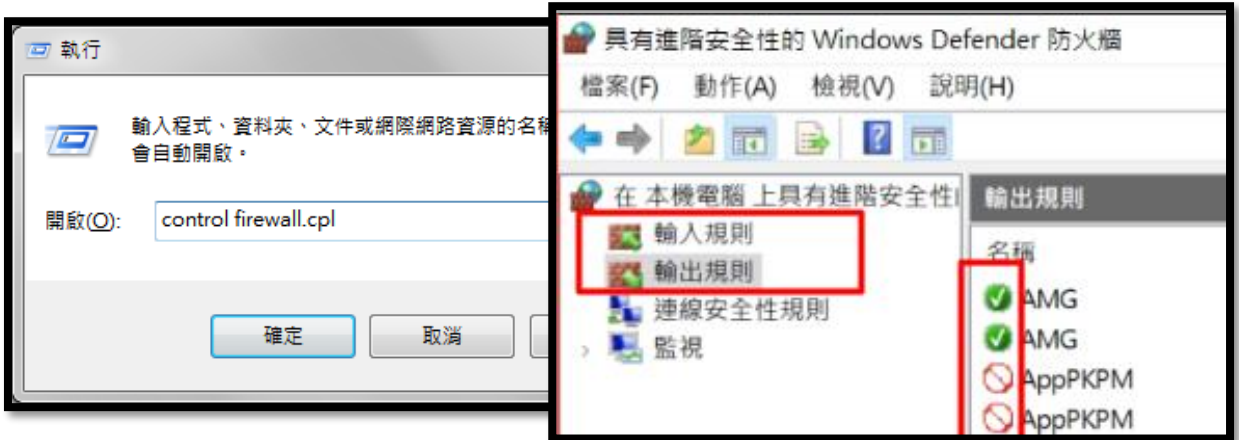 執行
輸入程式、資料夾、文件或網際網路資源的名稱
會自動開啟。
開啟(O):
control firewall.cpl
確定
取消
具有進階安全性的 Windows Defender 防火牆
檔案(F) 動作(A) 檢視(V) 說明(H)
在 本機電腦 上具有進階安全性
輸入規則
輸出規則
連線安全性規則
監視
輸出規則
名稱
AMG
AMG
AppPKPM
AppPKPM